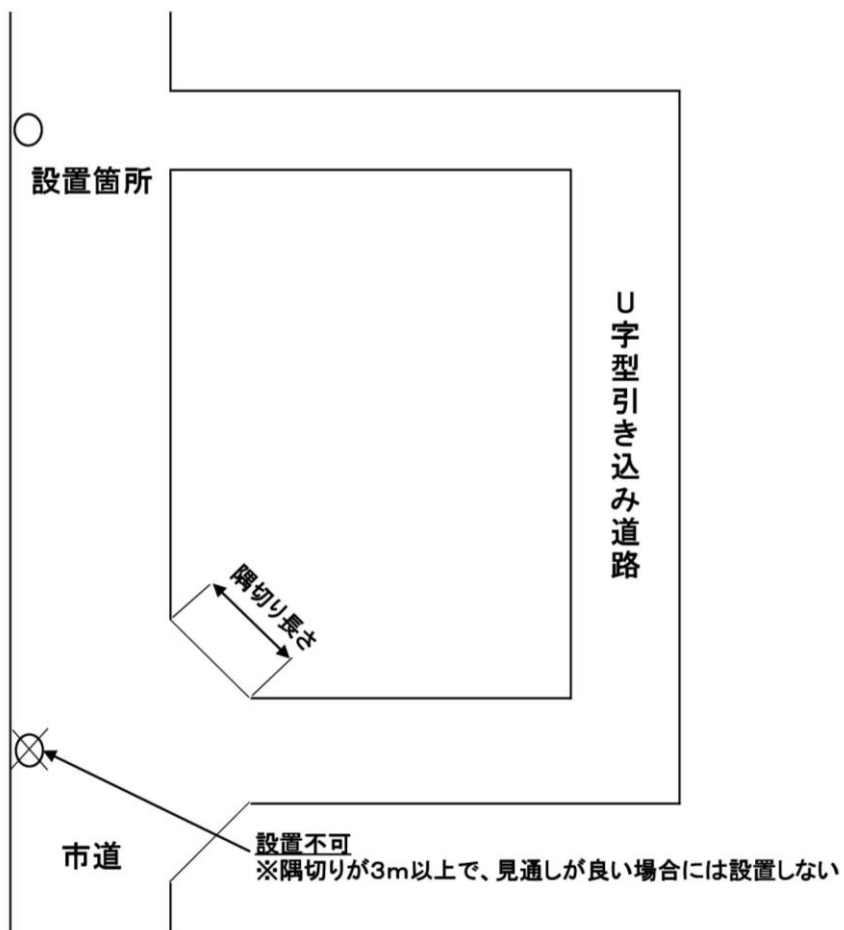 設置箇所
U字型引き込み道路
隅切り長さ
市道
設置不可
※隅切りが3m以上で、見通しが良い場合には設置しない